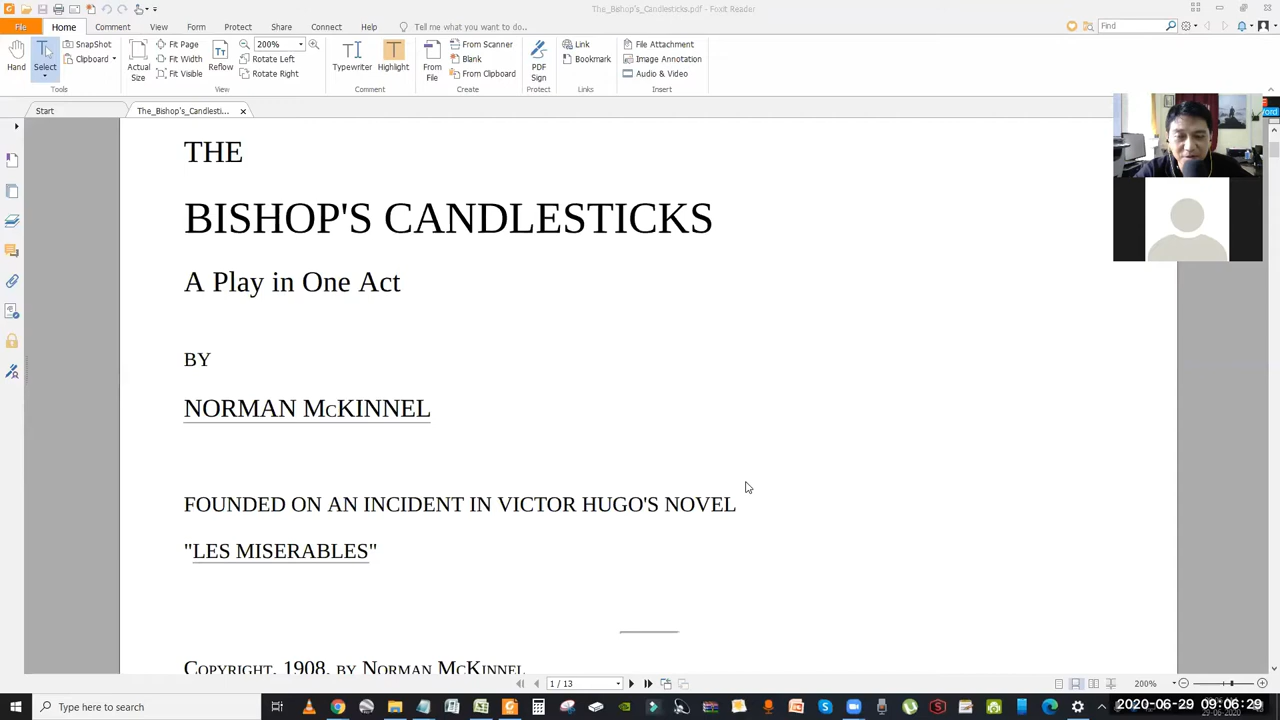 The_Bishop's_Candlesticks.pdf - Foxit Reader
File Home Comment View Form Protect Share Connect Help Tell me what you want to do.. Find
Hand
Select
SnapShot
Clipboard
Tools
Actual Size
Fit Page
Fit Width
Fit Visible
Reflow
200%
Rotate Left
Rotate Right
View
Typewriter
Highlight
Comment
From File
From Scanner
Blank
From Clipboard
Create
PDF Sign
Protect
Link
Bookmark
Links
File Attachment
Image Annotation
Audio & Video
Insert
Start The_Bishop's_Candlesti...
THE
BISHOP'S CANDLESTICKS
A Play in One Act
BY
NORMAN McKINNEL
FOUNDED ON AN INCIDENT IN VICTOR HUGO'S NOVEL
"LES MISERABLES"
Copyright, 1908, by Norman McKinnel
1 / 13 200%
Type here to search
2020-06-29 09:06:29